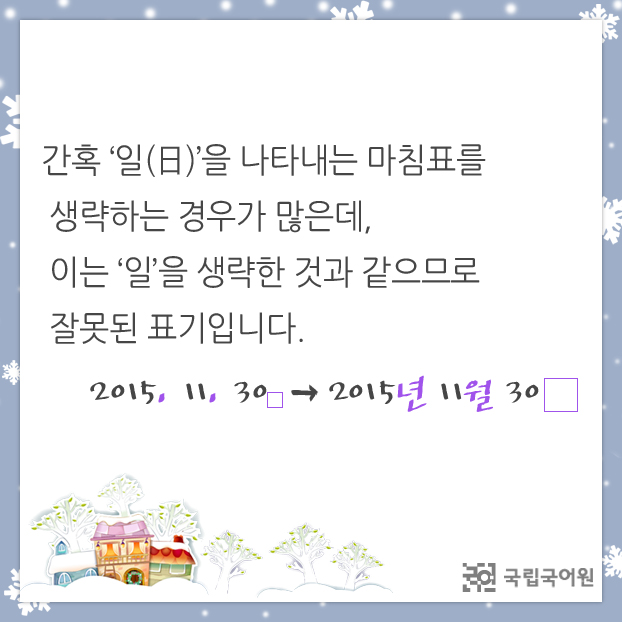 간혹 ‘일(日)’을 나타내는 마침표를
생략하는 경우가 많은데,
이는 ‘일’을 생략한 것과 같으므로
잘못된 표기입니다.
2015. 11. 30□ → 2015년 11월 30□
국립국어원